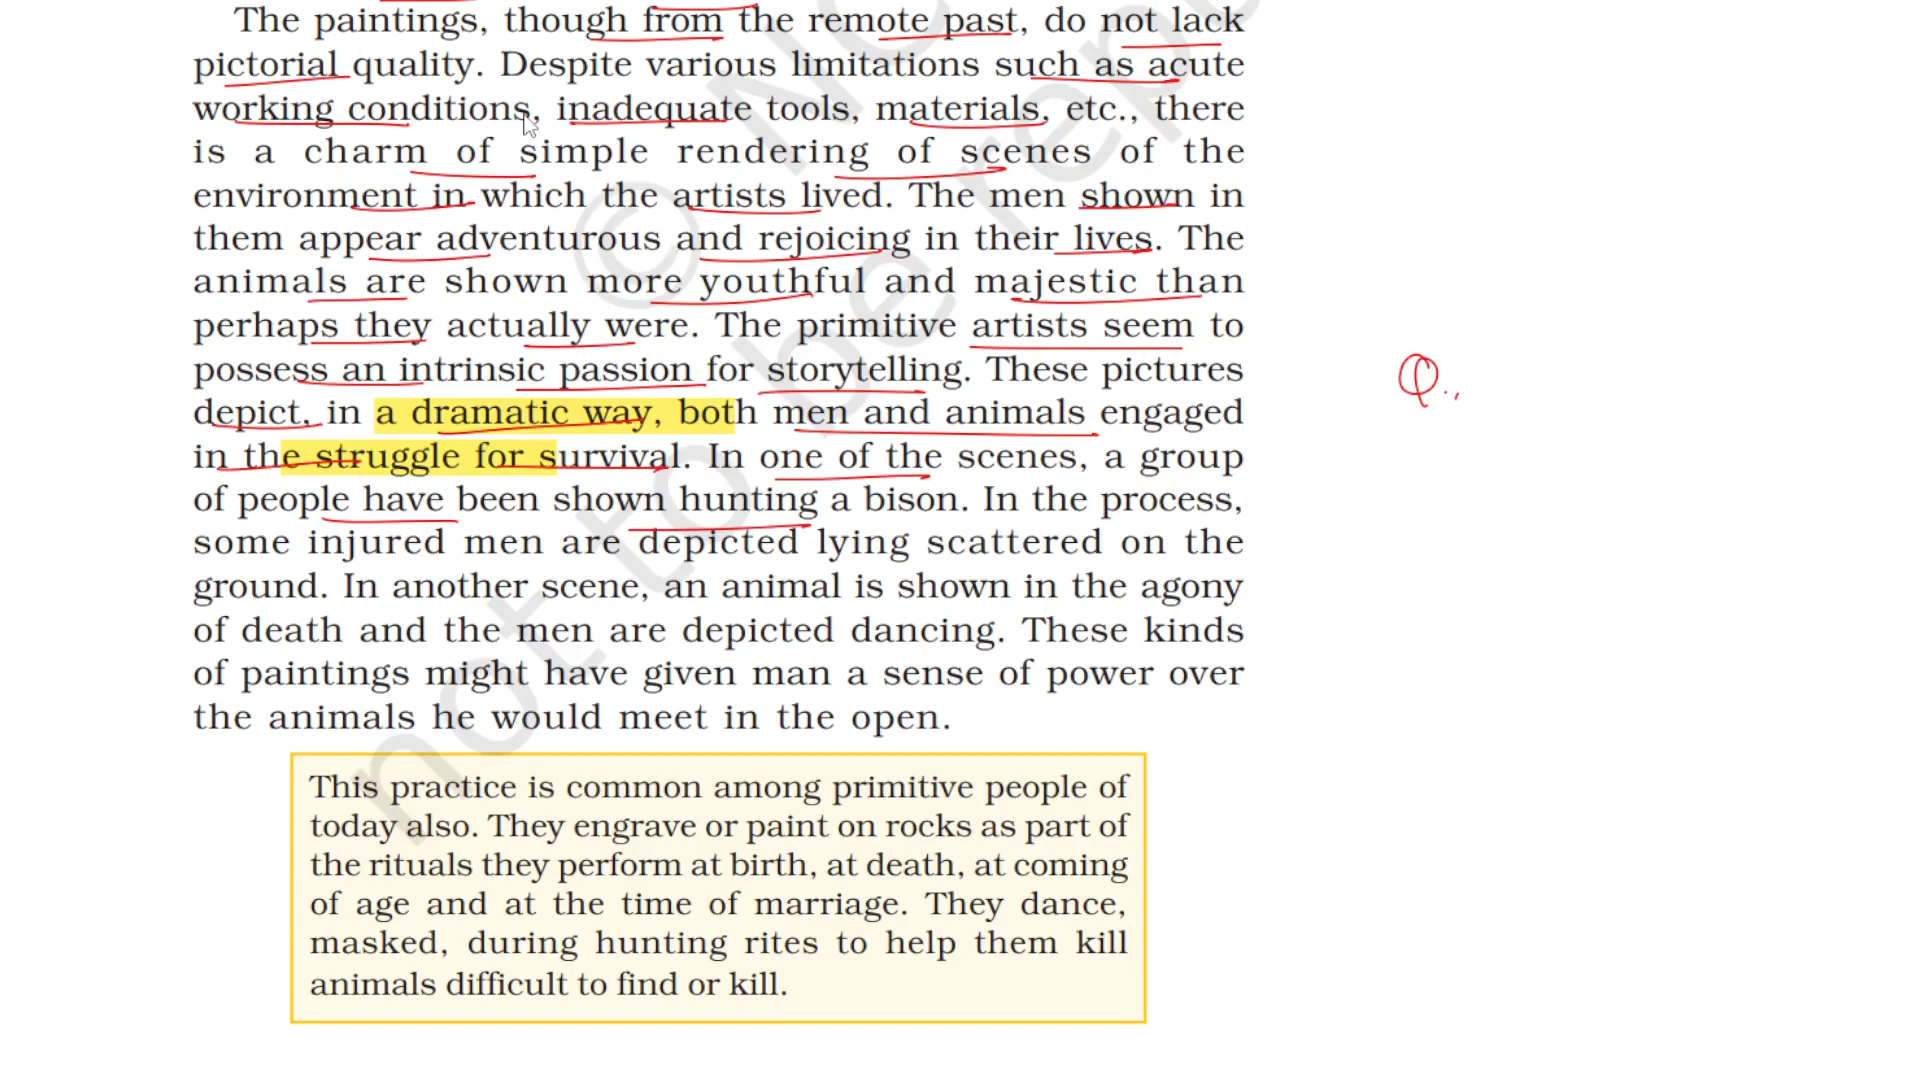 The paintings, though from the remote past, do not lack
pictorial quality. Despite various limitations such as acute
working conditions, inadequate tools, materials, etc., there
is a charm of simple rendering of scenes of the
environment in which the artists lived. The men shown in
them appear adventurous and rejoicing in their lives. The
animals are shown more youthful and majestic than
perhaps they actually were. The primitive artists seem to
possess an intrinsic passion for storytelling. These pictures
depict, in a dramatic way, both men and animals engaged
in the struggle for survival. In one of the scenes, a group
of people have been shown hunting a bison. In the process,
some injured men are depicted lying scattered on the
ground. In another scene, an animal is shown in the agony
of death and the men are depicted dancing. These kinds
of paintings might have given man a sense of power over
the animals he would meet in the open.
This practice is common among primitive people of
today also. They engrave or paint on rocks as part of
the rituals they perform at birth, at death, at coming
of age and at the time of marriage. They dance,
masked, during hunting rites to help them kill
animals difficult to find or kill.
Q..
not to be